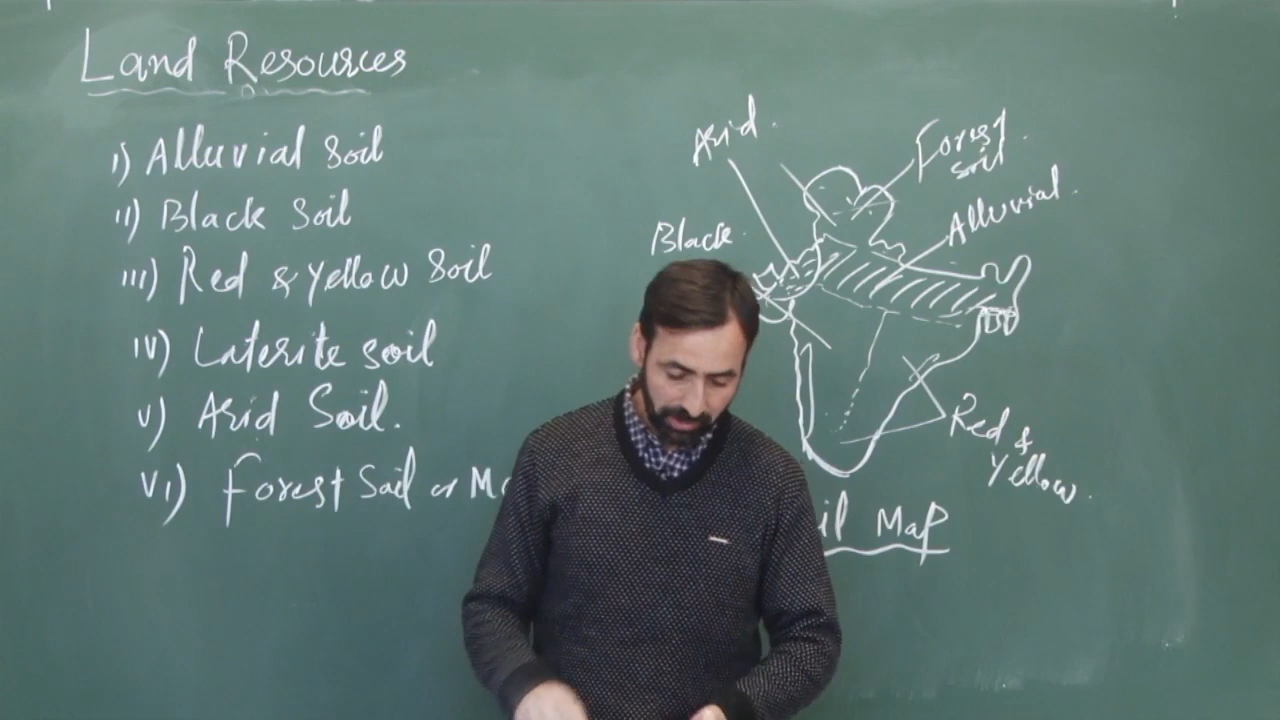 Land Resources
i) Alluvial Soil
ii) Black Soil
iii) Red & Yellow Soil
iv) Laterite soil
v) Arid Soil.
vi) Forest Soil or
Arid.
Forest
soil
Alluvial.
Black.
Red &
Yellow.
Map